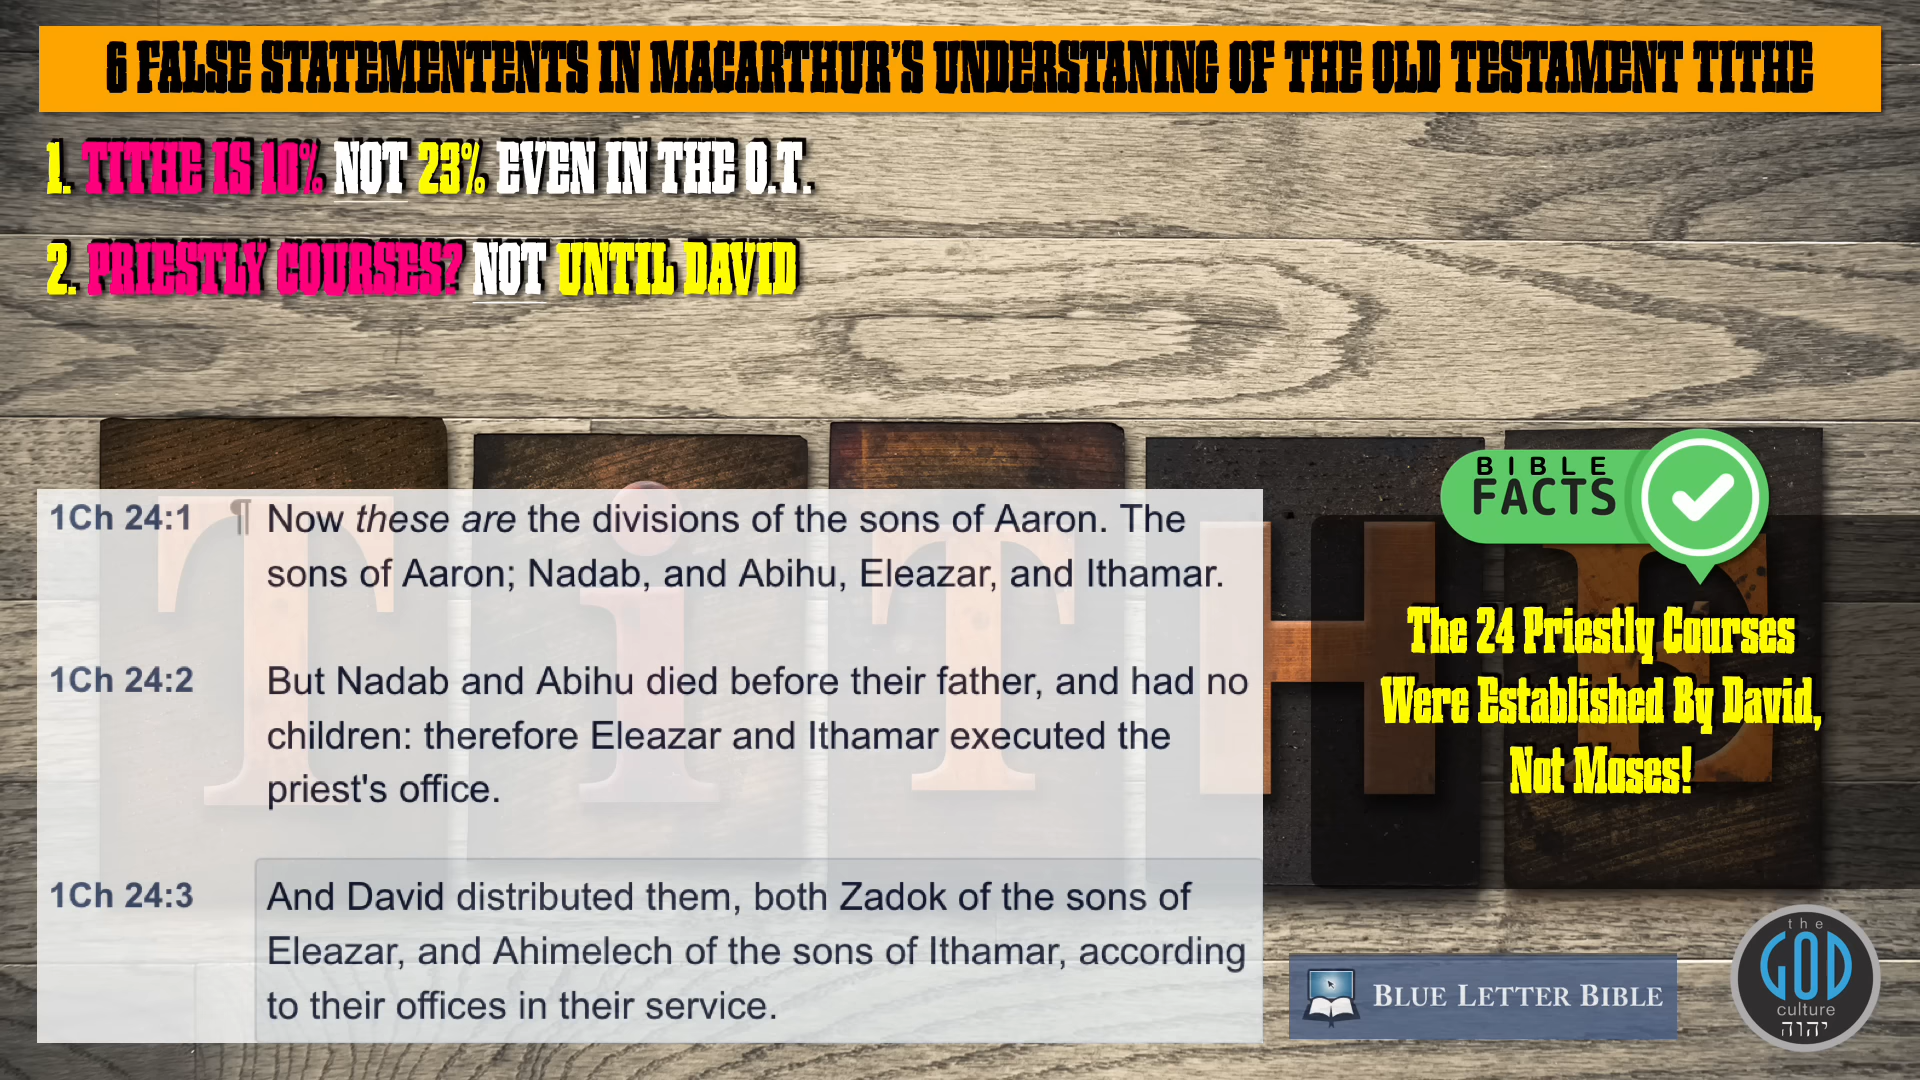 6 FALSE STATEMENTENTS IN MACARTHUR'S UNDERSTANING OF THE OLD TESTAMENT TITHE
1. TITHE IS 10% NOT 23% EVEN IN THE O.T.
2. PRIESTLY COURSES? NOT UNTIL DAVID
TiTHE
1Ch 24:1 ¶ Now these are the divisions of the sons of Aaron. The
sons of Aaron; Nadab, and Abihu, Eleazar, and Ithamar.
1Ch 24:2 But Nadab and Abihu died before their father, and had no
children: therefore Eleazar and Ithamar executed the
priest's office.
1Ch 24:3 And David distributed them, both Zadok of the sons of
Eleazar, and Ahimelech of the sons of Ithamar, according
to their offices in their service.
BIBLE
FACTS
The 24 Priestly Courses
Were Established By David,
Not Moses!
BLUE LETTER BIBLE
the
GOD
culture
יהוה